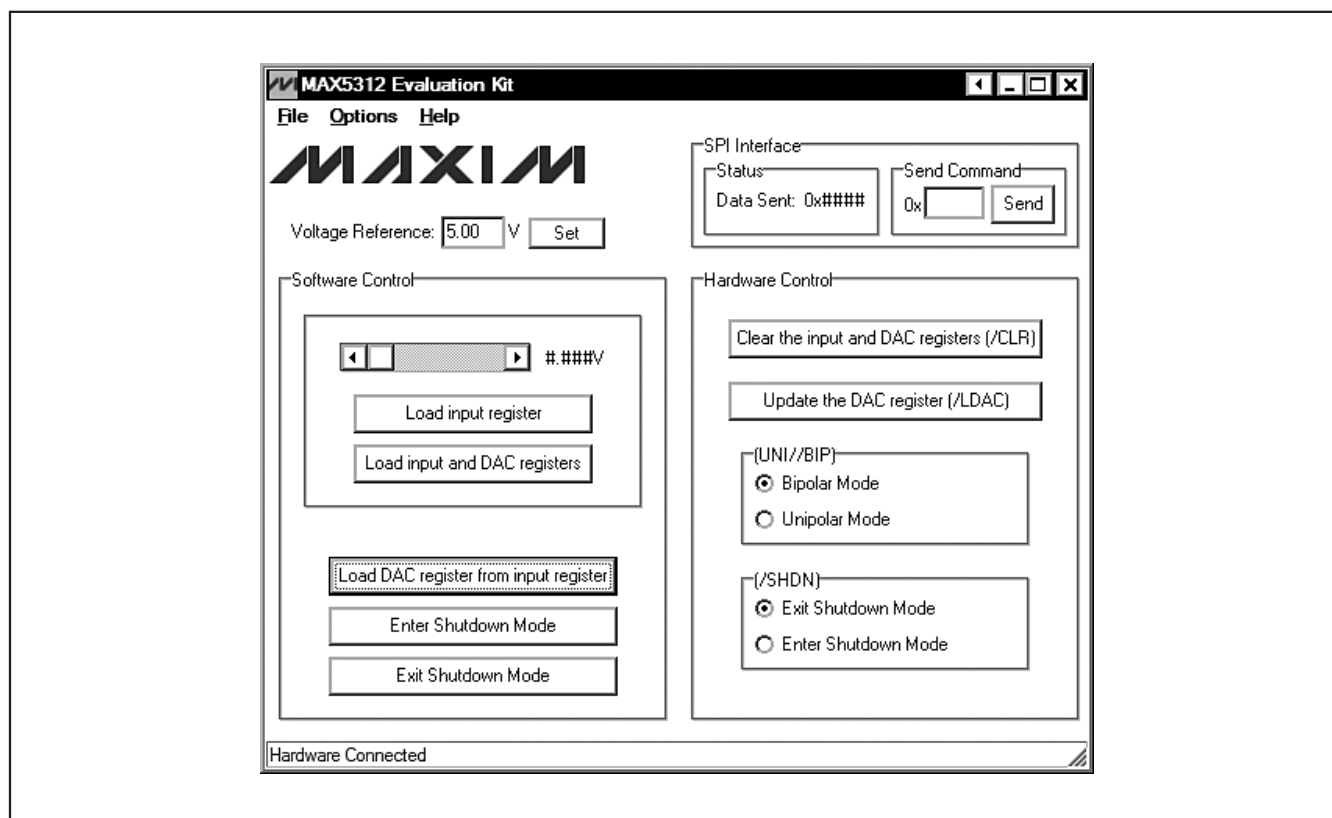 MAX5312 Evaluation Kit
File Options Help
MAXIM
Voltage Reference: 5.00 V Set
SPI Interface
Status
Data Sent: 0x####
Send Command
0x Send
Software Control
#.###V
Load input register
Load input and DAC registers
Load DAC register from input register
Enter Shutdown Mode
Exit Shutdown Mode
Hardware Control
Clear the input and DAC registers (/CLR)
Update the DAC register (/LDAC)
(UNI//BIP)
Bipolar Mode
Unipolar Mode
(/SHDN)
Exit Shutdown Mode
Enter Shutdown Mode
Hardware Connected